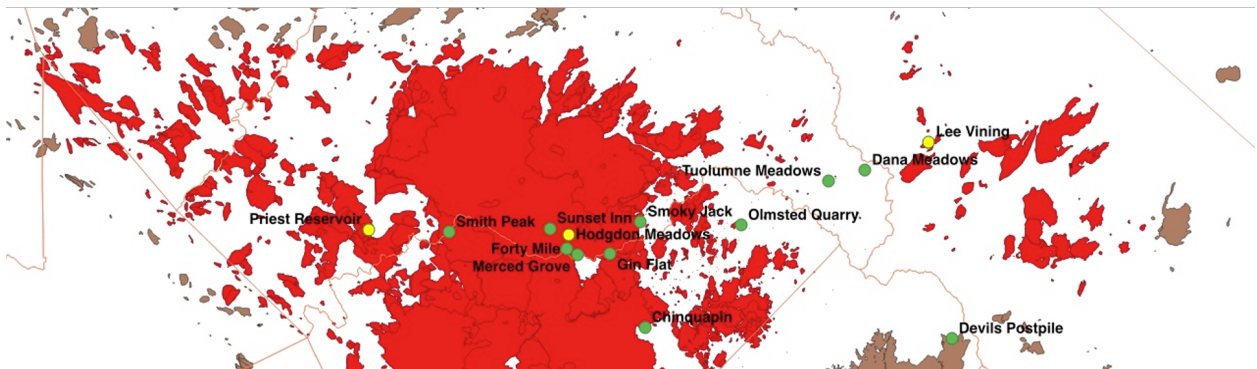 Lee Vining
Dana Meadows
Tuolumne Meadows
Priest Reservoir
Smith Peak
Sunset Inn
Smoky Jack
Olmsted Quarry
Hodgdon Meadows
Forty Mile
Merced Grove
Gin Flat
Chinquapin
Devils Postpile